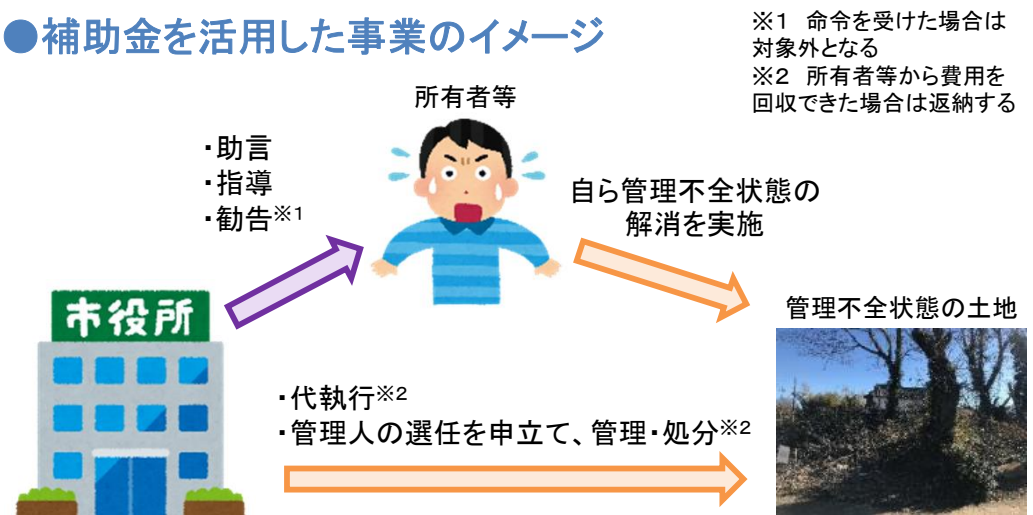 ●補助金を活用した事業のイメージ
※1 命令を受けた場合は
対象外となる
※2 所有者等から費用を
回収できた場合は返納する
所有者等
・助言
・指導
・勧告※1
自ら管理不全状態の
解消を実施
市役所
管理不全状態の土地
・代執行※2
・管理人の選任を申立て、管理・処分※2